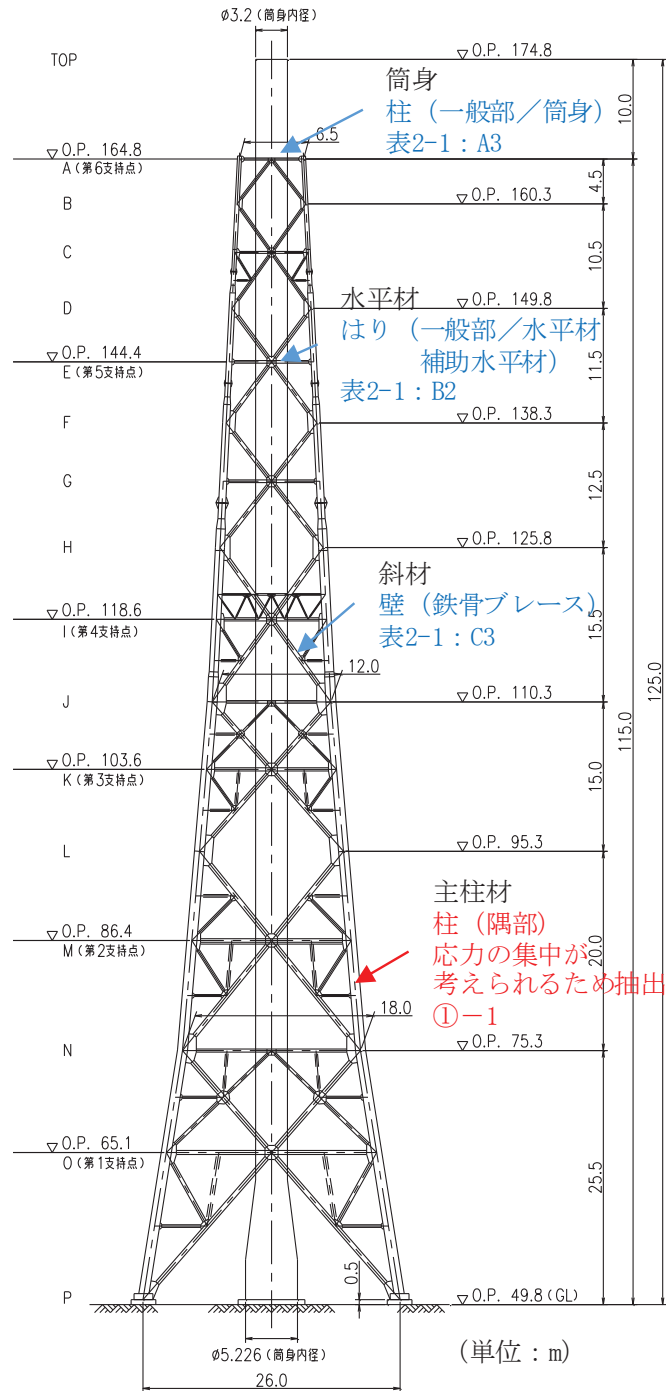 ø3.2(筒身内径)
TOP
▽O.P. 174.8
筒身
柱（一般部／筒身）
表2-1：A3
10.0
6.5
▽O.P. 164.8
A(第6支持点)
4.5
B
▽O.P. 160.3
C
10.5
水平材
はり（一般部／水平材
補助水平材）
表2-1：B2
D
▽O.P. 149.8
▽O.P. 144.4
E(第5支持点)
11.5
F
▽O.P. 138.3
G
12.5
H
▽O.P. 125.8
斜材
壁（鉄骨ブレース）
表2-1：C3
▽O.P. 118.6
I(第4支持点)
15.5
12.0
J
▽O.P. 110.3
115.0
125.0
▽O.P. 103.6
K(第3支持点)
15.0
L
▽O.P. 95.3
主柱材
柱（隅部）
応力の集中が
考えられるため抽出
①－1
▽O.P. 86.4
M(第2支持点)
20.0
18.0
N
▽O.P. 75.3
▽O.P. 65.1
O(第1支持点)
25.5
0.5
P
▽O.P. 49.8(GL)
ø5.226(筒身内径)
(単位：m)
26.0